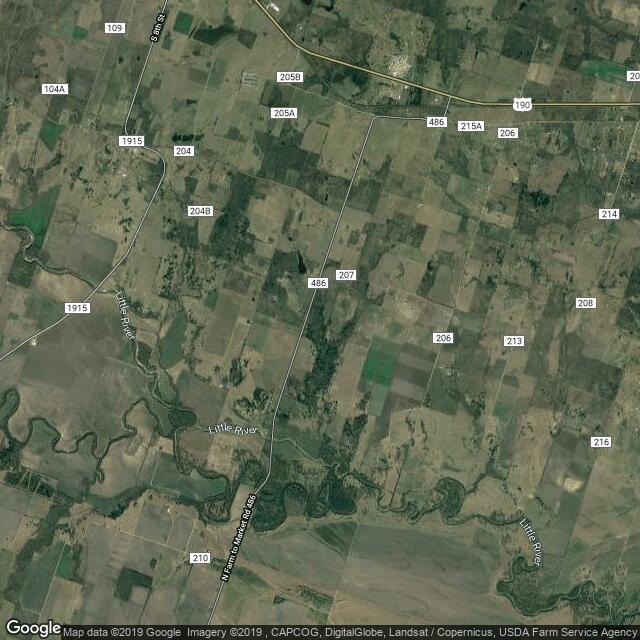 109
S 8th St
205B
20
104A
190
205A
486
215A
206
1915
204
204B
214
207
486
208
1915
Little River
206
213
Little River
216
N Farm to Market Rd 486
Little River
210
Google
Map data ©2019 Google Imagery ©2019 , CAPCOG, DigitalGlobe, Landsat / Copernicus, USDA Farm Service Agency